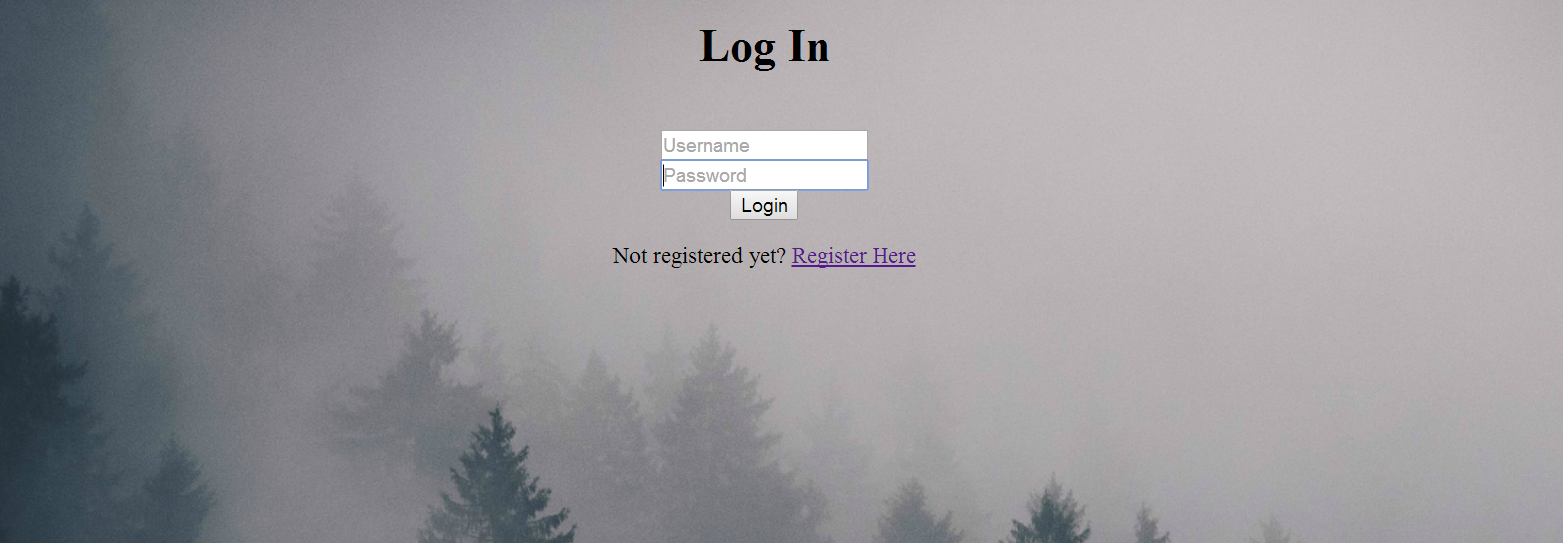 Log In
Username
Password
Login
Not registered yet? Register Here